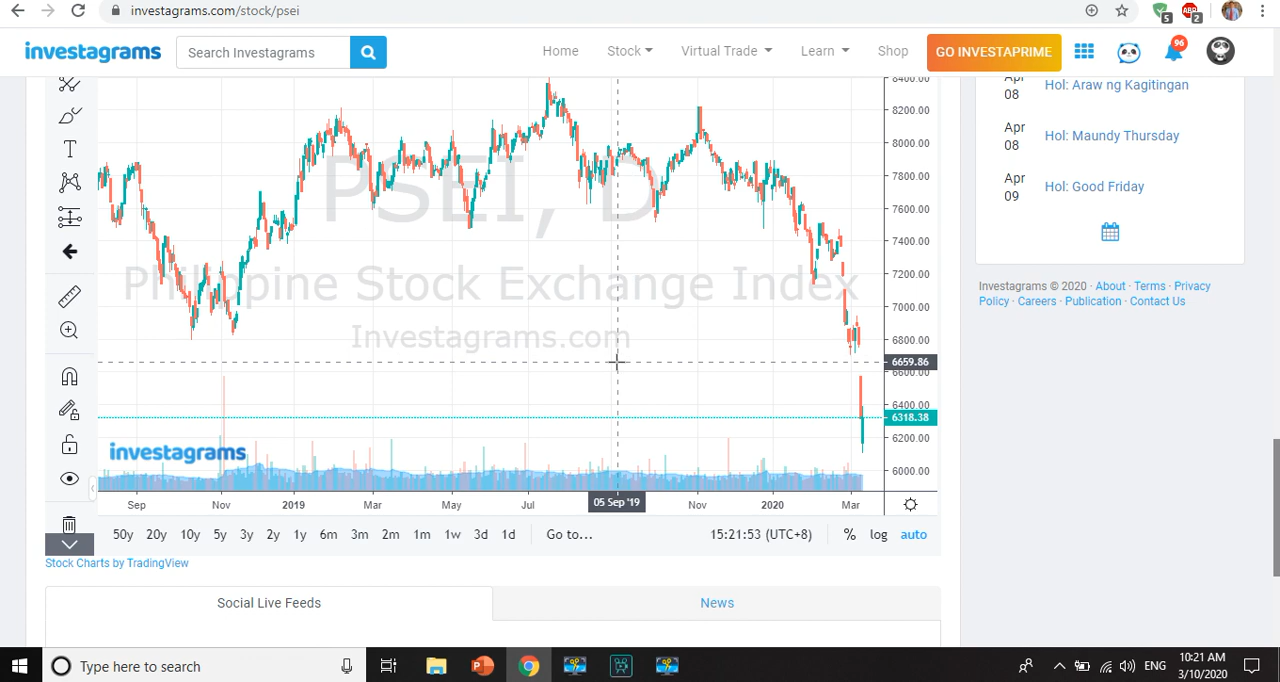 investagrams.com/stock/psei
5
ABP
2
investagrams
Search Investagrams
Home
Stock
Virtual Trade
Learn
Shop
GO INVESTAPRIME
96
PSEI, D
Philippine Stock Exchange Index
Investagrams.com
investagrams
8400.00
8200.00
8000.00
7800.00
7600.00
7400.00
7200.00
7000.00
6800.00
6659.86
6600.00
6400.00
6318.38
6200.00
6000.00
Sep
Nov
2019
Mar
May
Jul
05 Sep '19
Nov
2020
Mar
50y 20y 10y 5y 3y 2y 1y 6m 3m 2m 1m 1w 3d 1d Go to... 15:21:53 (UTC+8) % log auto
Stock Charts by TradingView
Social Live Feeds
News
Apr
08
Hol: Araw ng Kagitingan
Apr
08
Hol: Maundy Thursday
Apr
09
Hol: Good Friday
Investagrams © 2020 · About · Terms · Privacy
Policy · Careers · Publication · Contact Us
Type here to search
ENG
10:21 AM
3/10/2020